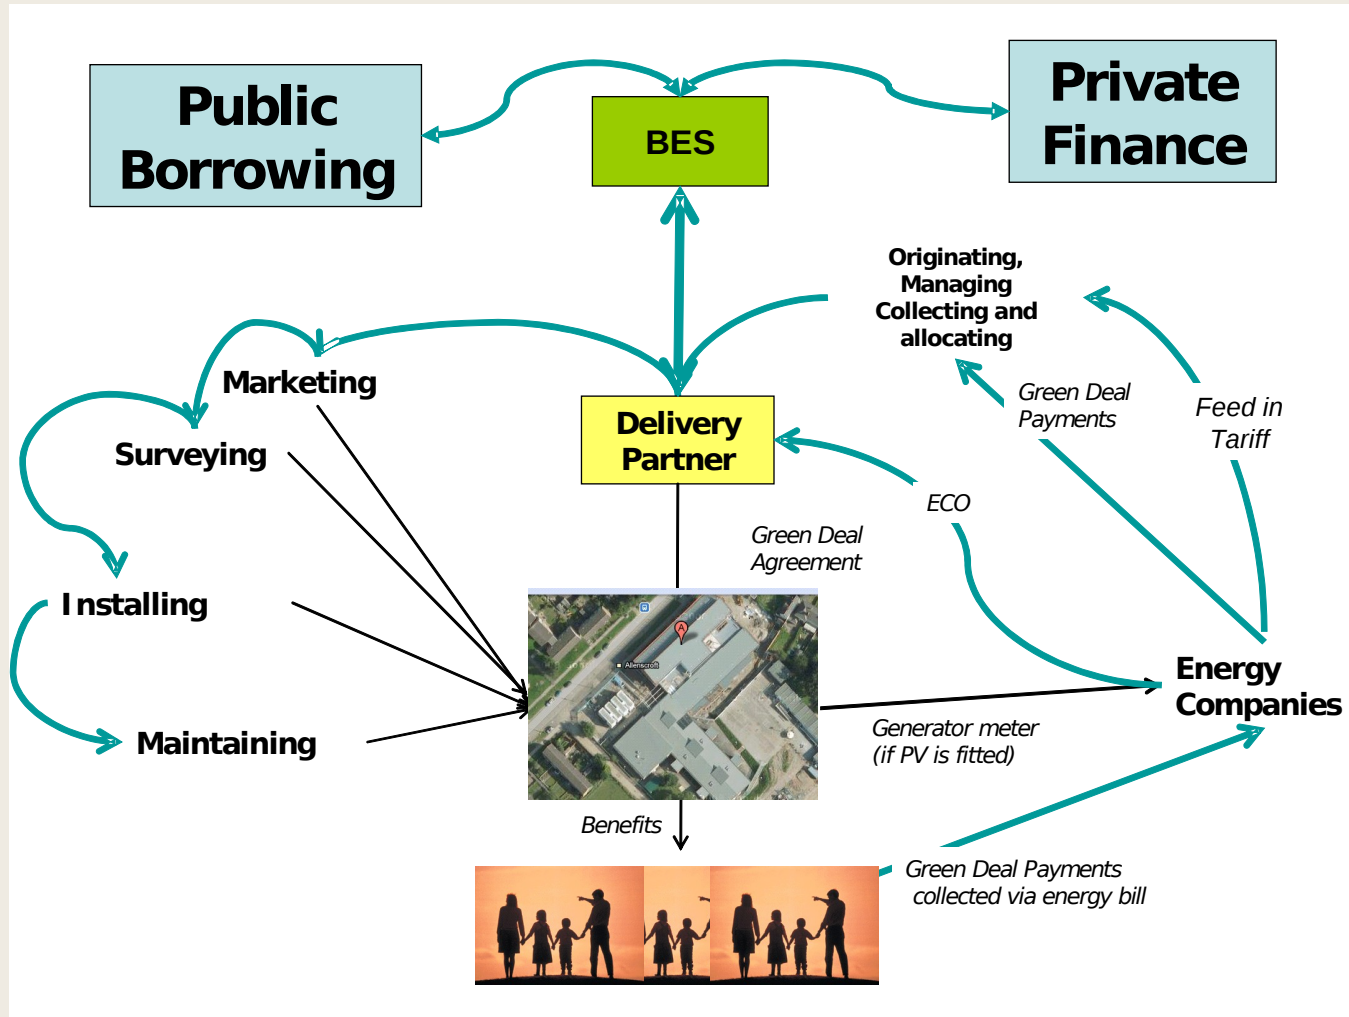 Public
Borrowing
BES
Private
Finance
Originating,
Managing
Collecting and
allocating
Marketing
Green Deal
Payments
Feed in
Tariff
Surveying
Delivery
Partner
ECO
Green Deal
Agreement
Installing
A
Allenscroft
Energy
Companies
Maintaining
Generator meter
(if PV is fitted)
Benefits
Green Deal Payments
collected via energy bill